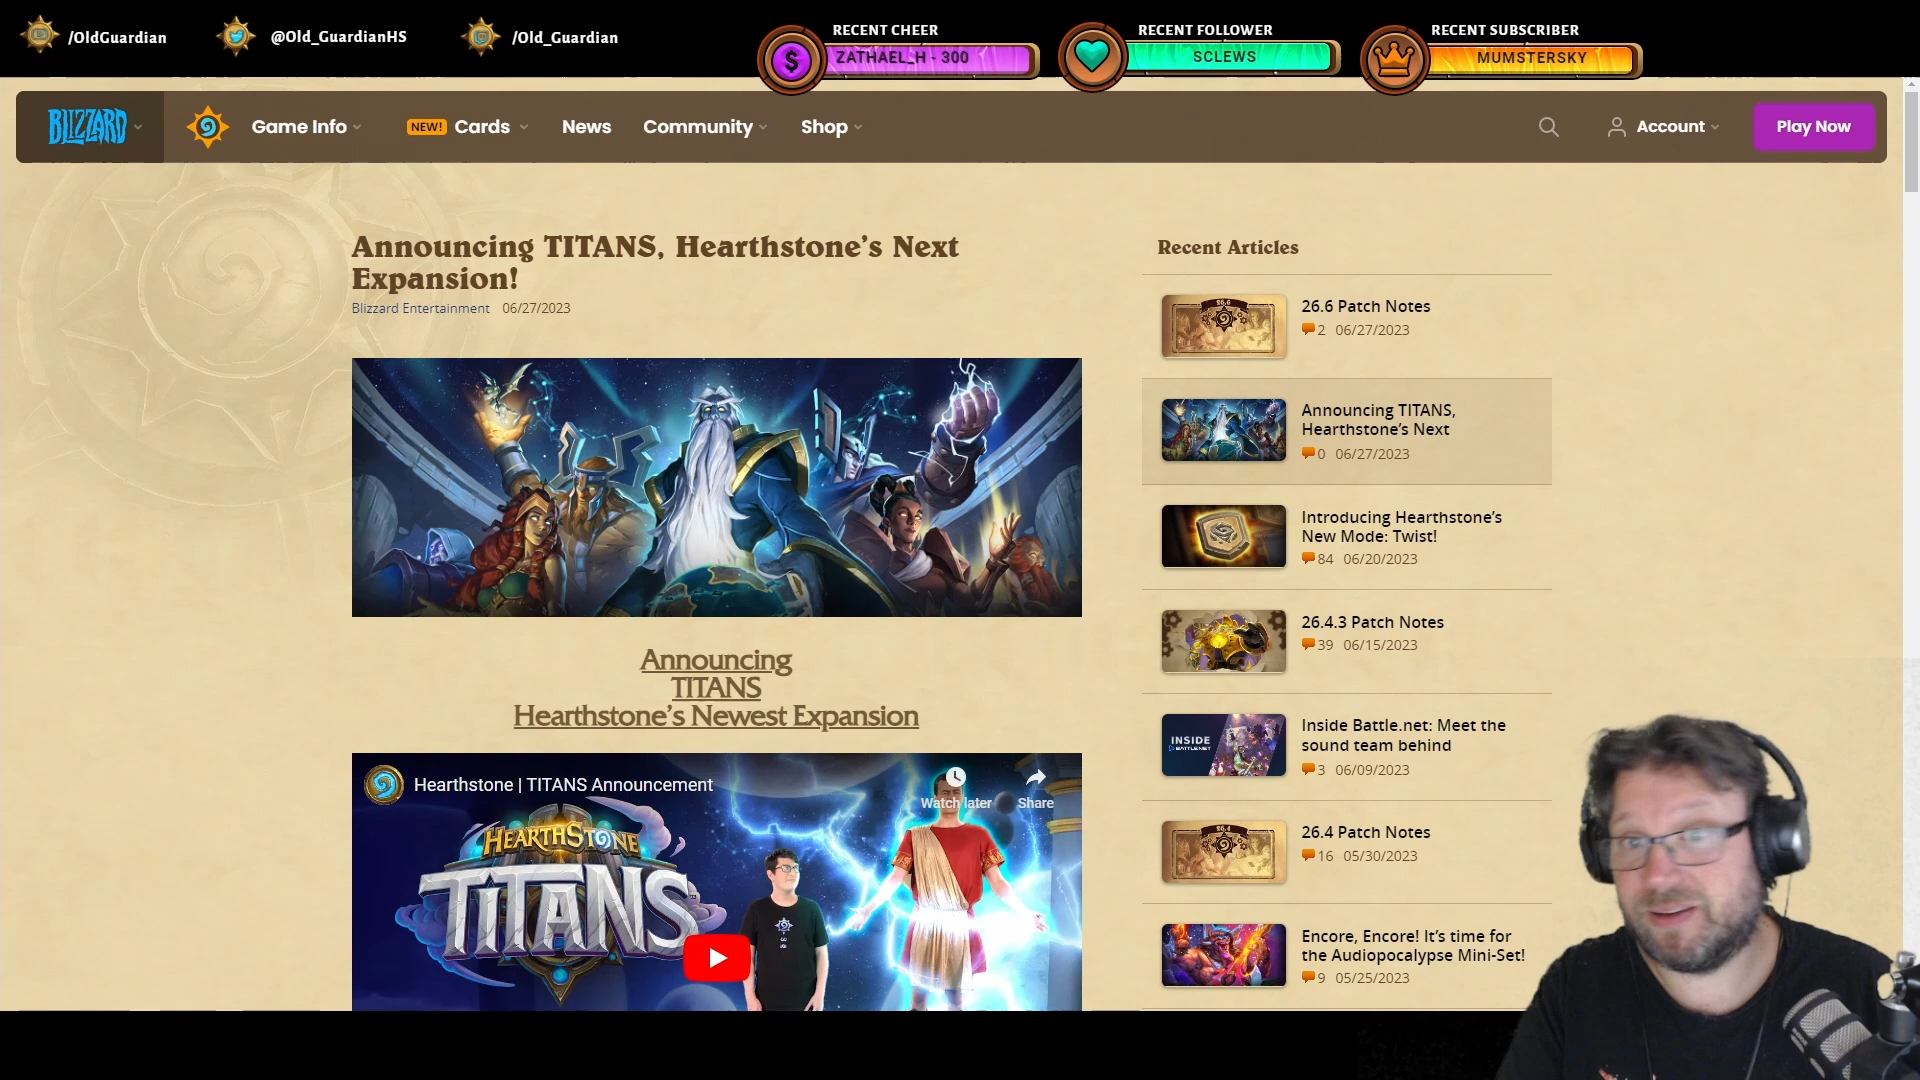 /OldGuardian
@Old_GuardianHS
/Old_Guardian
RECENT CHEER
ZATHAEL_H - 300
RECENT FOLLOWER
SCLEWS
RECENT SUBSCRIBER
MUMSTERSKY
BLIZZARD
Game Info
NEW!
Cards
News
Community
Shop
Account
Play Now
Announcing TITANS, Hearthstone's Next
Expansion!
Blizzard Entertainment 06/27/2023
Announcing
TITANS
Hearthstone's Newest Expansion
Hearthstone | TITANS Announcement
Watch later
Share
HEARTHSTONE
TITANS
Recent Articles
26.6
26.6 Patch Notes
2 06/27/2023
Announcing TITANS,
Hearthstone's Next
0 06/27/2023
Introducing Hearthstone's
New Mode: Twist!
84 06/20/2023
26.4.3 Patch Notes
39 06/15/2023
INSIDE
BATTLE.NET
Inside Battle.net: Meet the
sound team behind
3 06/09/2023
26.4
26.4 Patch Notes
16 05/30/2023
Encore, Encore! It's time for
the Audiopocalypse Mini-Set!
9 05/25/2023